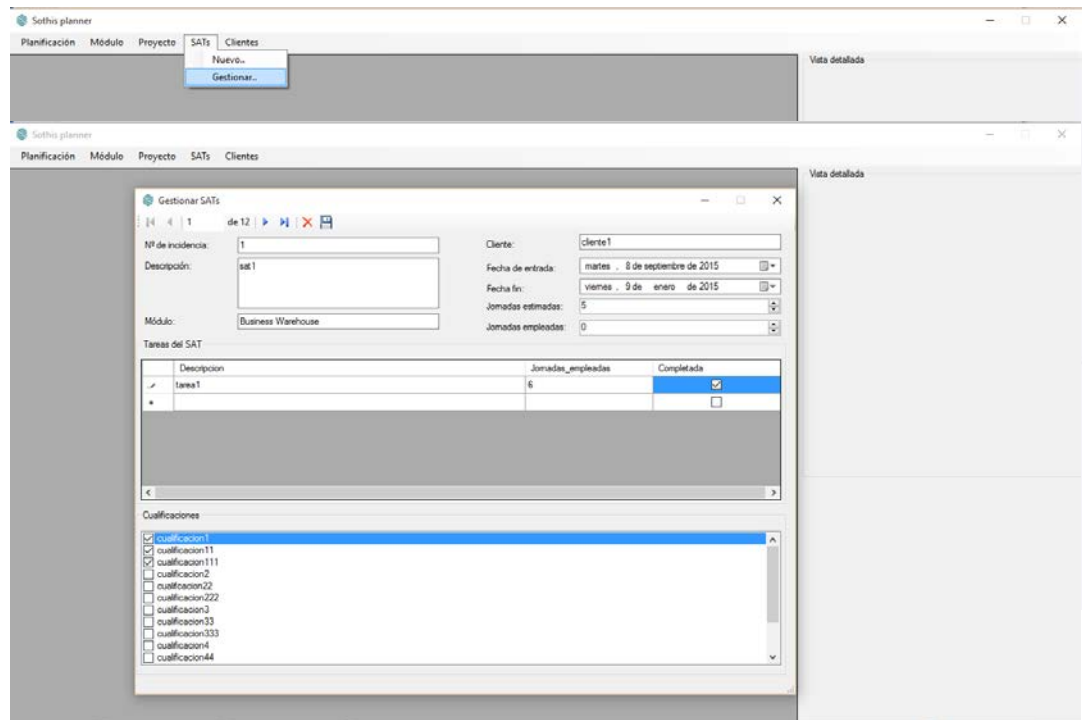 Sothis planner
Planificación Módulo Proyecto SATs Clientes
Nuevo..
Gestionar..
Vista detallada
Sothis planner
Planificación Módulo Proyecto SATs Clientes
Vista detallada
Gestionar SATs
1 de 12
Nº de incidencia: 1
Cliente: cliente1
Descripción: sat1
Fecha de entrada: martes , 8 de septiembre de 2015
Fecha fin: viernes , 9 de enero de 2015
Jornadas estimadas: 5
Módulo: Business Warehouse
Jornadas empleadas: 0
Tareas del SAT
Descripcion Jornadas_empleadas Completada
tarea1 6
Cualificaciones
cualificacion1
cualificacion11
cualificacion111
cualificacion2
cualificacion22
cualificacion222
cualificacion3
cualificacion33
cualificacion333
cualificacion4
cualificacion44